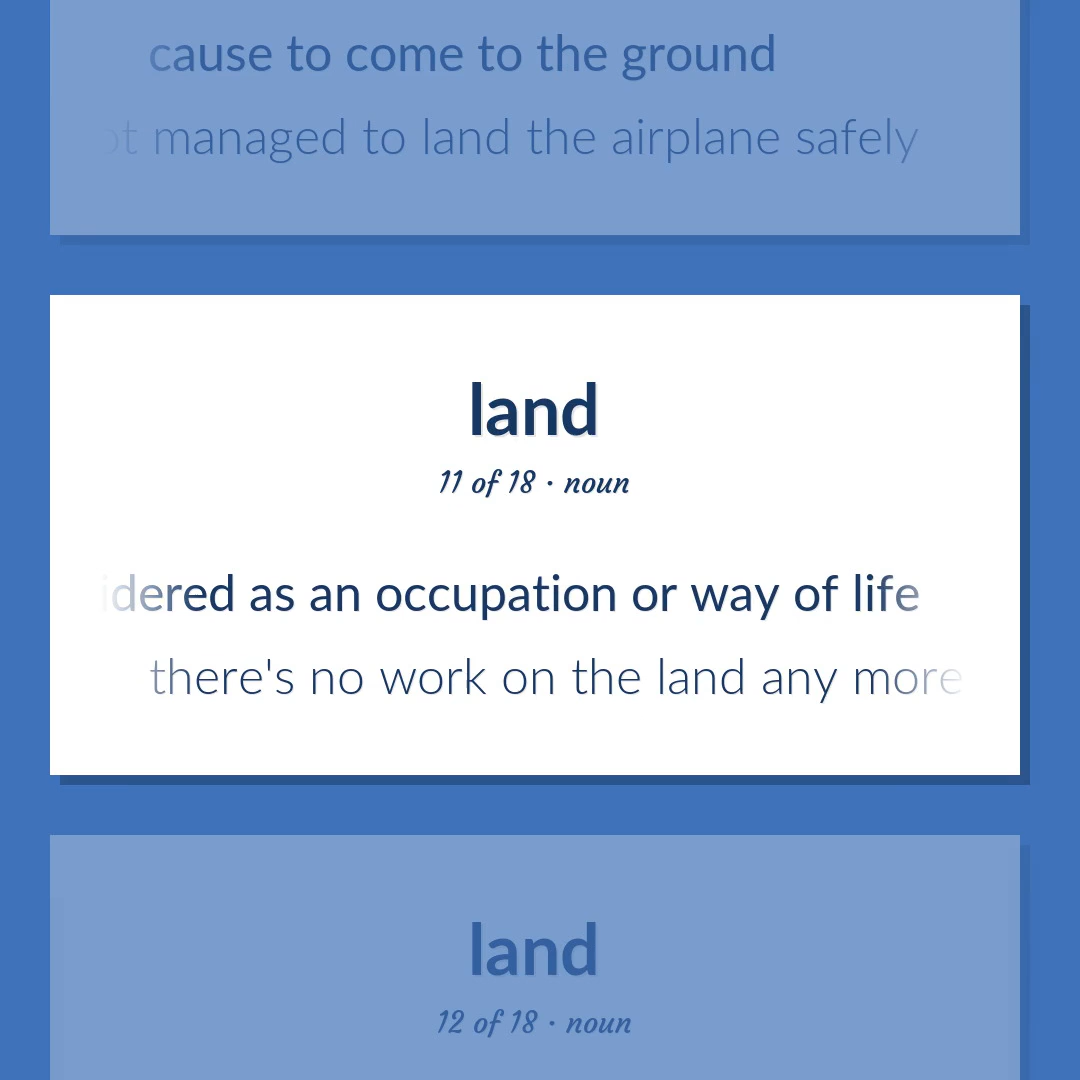 cause to come to the ground
managed to land the airplane safely
land
11 of 18 · noun
idered as an occupation or way of life
there's no work on the land any more
land
12 of 18 · noun